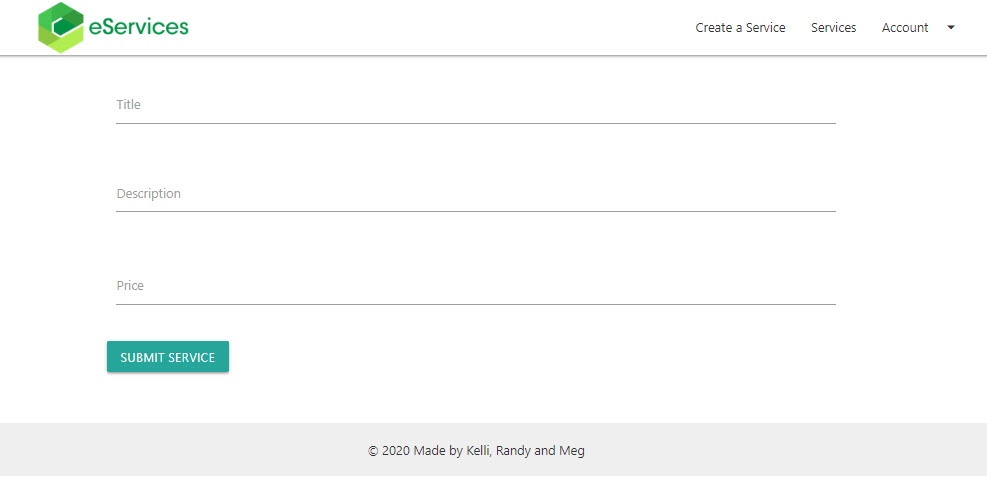 eServices
Create a Service Services Account
Title
Description
Price
SUBMIT SERVICE
© 2020 Made by Kelli, Randy and Meg